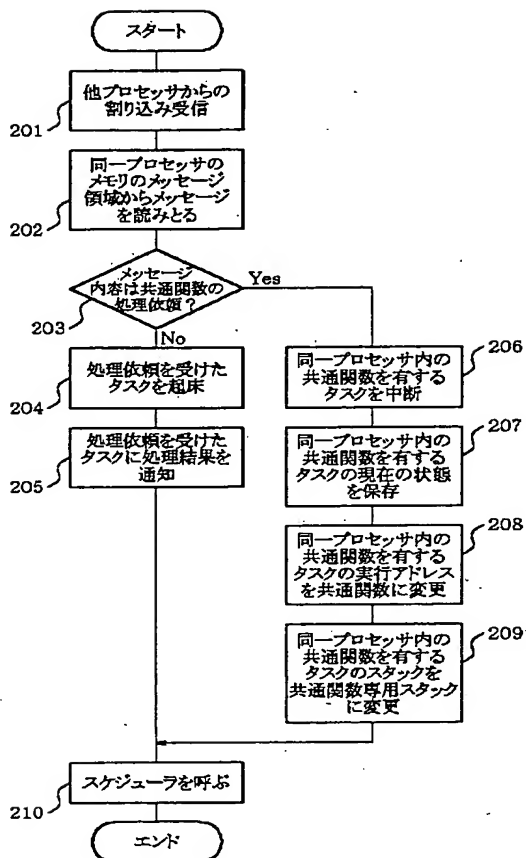 スタート
他プロセッサからの
割り込み受信
201
同一プロセッサの
メモリのメッセージ
領域からメッセージ
を読みとる
202
メッセージ
内容は共通関数の
処理依頼？
203
Yes
No
処理依頼を受けた
タスクを起床
204
処理依頼を受けた
タスクに処理結果を
通知
205
同一プロセッサ内の
共通関数を有する
タスクを中断
206
同一プロセッサ内の
共通関数を有する
タスクの現在の状態
を保存
207
同一プロセッサ内の
共通関数を有する
タスクの実行アドレス
を共通関数に変更
208
同一プロセッサ内の
共通関数を有する
タスクのスタックを
共通関数専用スタック
に変更
209
スケジューラを呼ぶ
210
エンド